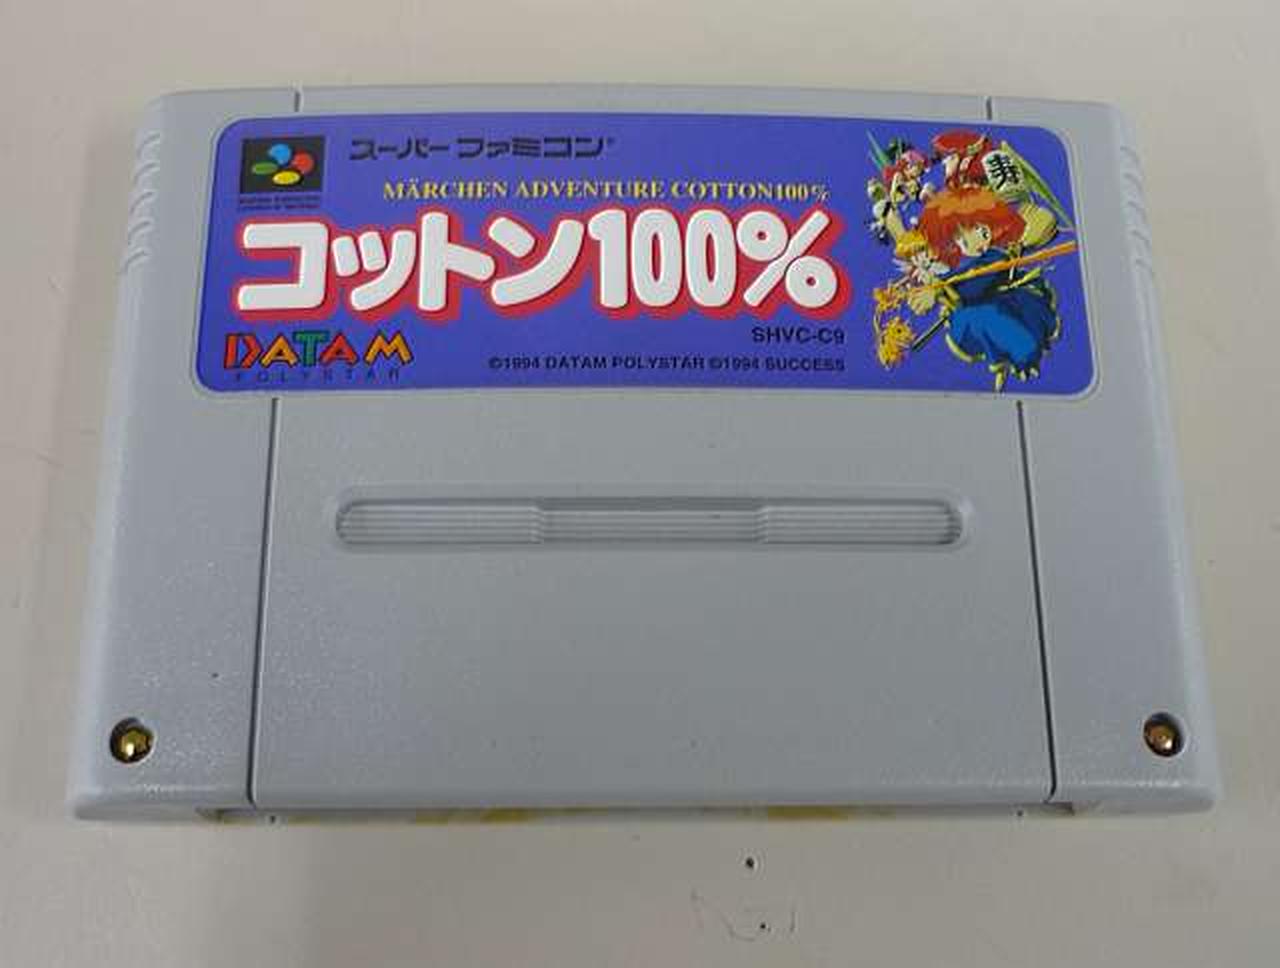 スーパーファミコン®
MÄRCHEN ADVENTURE COTTON100%
コットン100%
寿
SHVC-C9
DATAM
POLYSTAR
©1994 DATAM POLYSTAR ©1994 SUCCESS